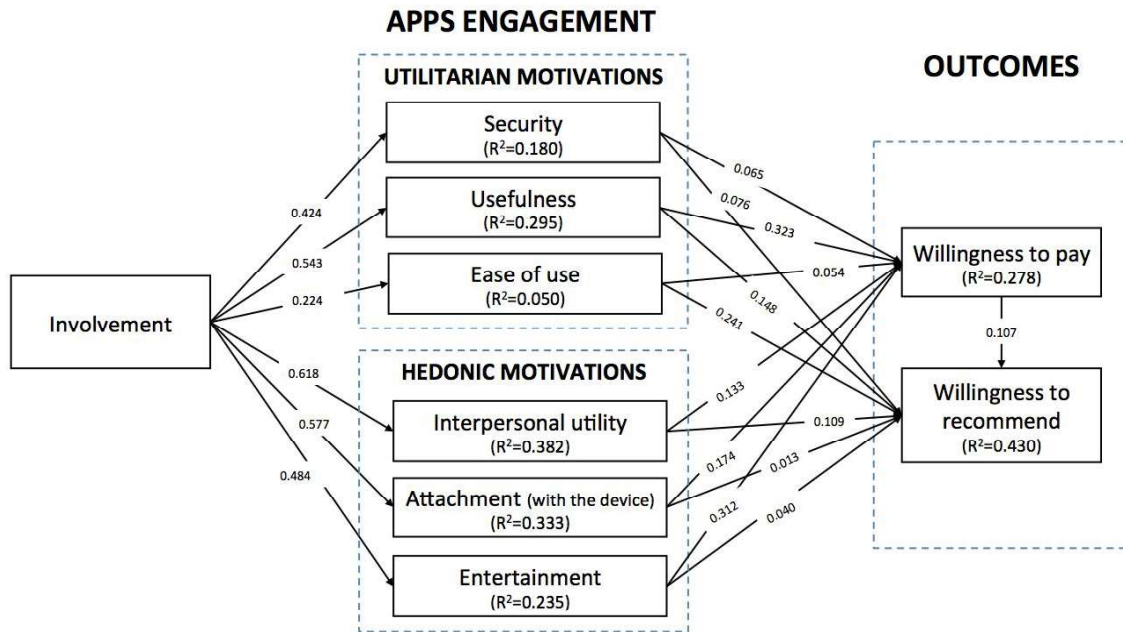 APPS ENGAGEMENT
UTILITARIAN MOTIVATIONS
OUTCOMES
Security
(R²=0.180)
0.065
0.076
Usefulness
(R²=0.295)
0.424
0.323
Willingness to pay
(R²=0.278)
0.543
Ease of use
(R²=0.050)
0.054
0.224
0.148
Involvement
0.241
0.107
0.618
HEDONIC MOTIVATIONS
0.133
Willingness to
recommend
(R²=0.430)
0.577
Interpersonal utility
(R²=0.382)
0.109
0.484
0.174
0.013
Attachment (with the device)
(R²=0.333)
0.312
0.040
Entertainment
(R²=0.235)